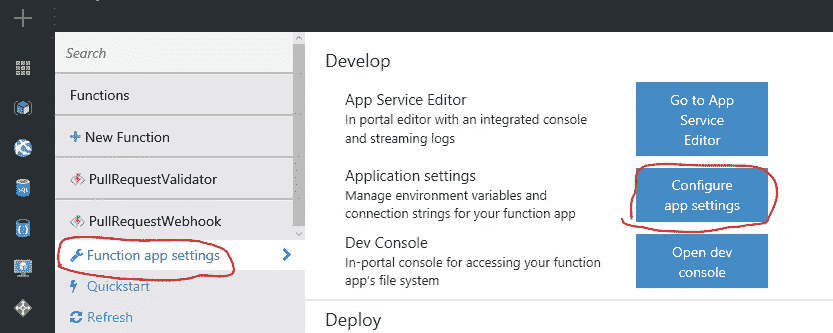 Search
Functions
+ New Function
PullRequestValidator
PullRequestWebhook
Function app settings
Quickstart
Refresh
Develop
App Service Editor
In portal editor with an integrated console
and streaming logs
Go to App
Service
Editor
Application settings
Manage environment variables and
connection strings for your function app
Configure
app settings
Dev Console
In-portal console for accessing your function
app's file system
Open dev
console
Deploy